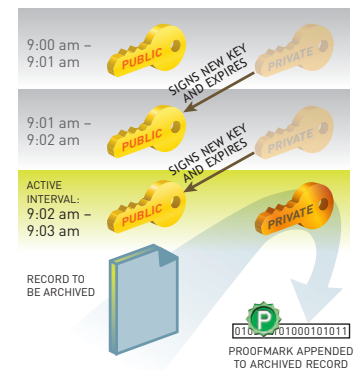 9:00 am –
9:01 am
PUBLIC
PRIVATE
SIGNS NEW KEY
AND EXPIRES
9:01 am –
9:02 am
PUBLIC
PRIVATE
SIGNS NEW KEY
AND EXPIRES
ACTIVE
INTERVAL:
9:02 am –
9:03 am
PUBLIC
PRIVATE
RECORD TO
BE ARCHIVED
P
01000101011
PROOFMARK APPENDED
TO ARCHIVED RECORD